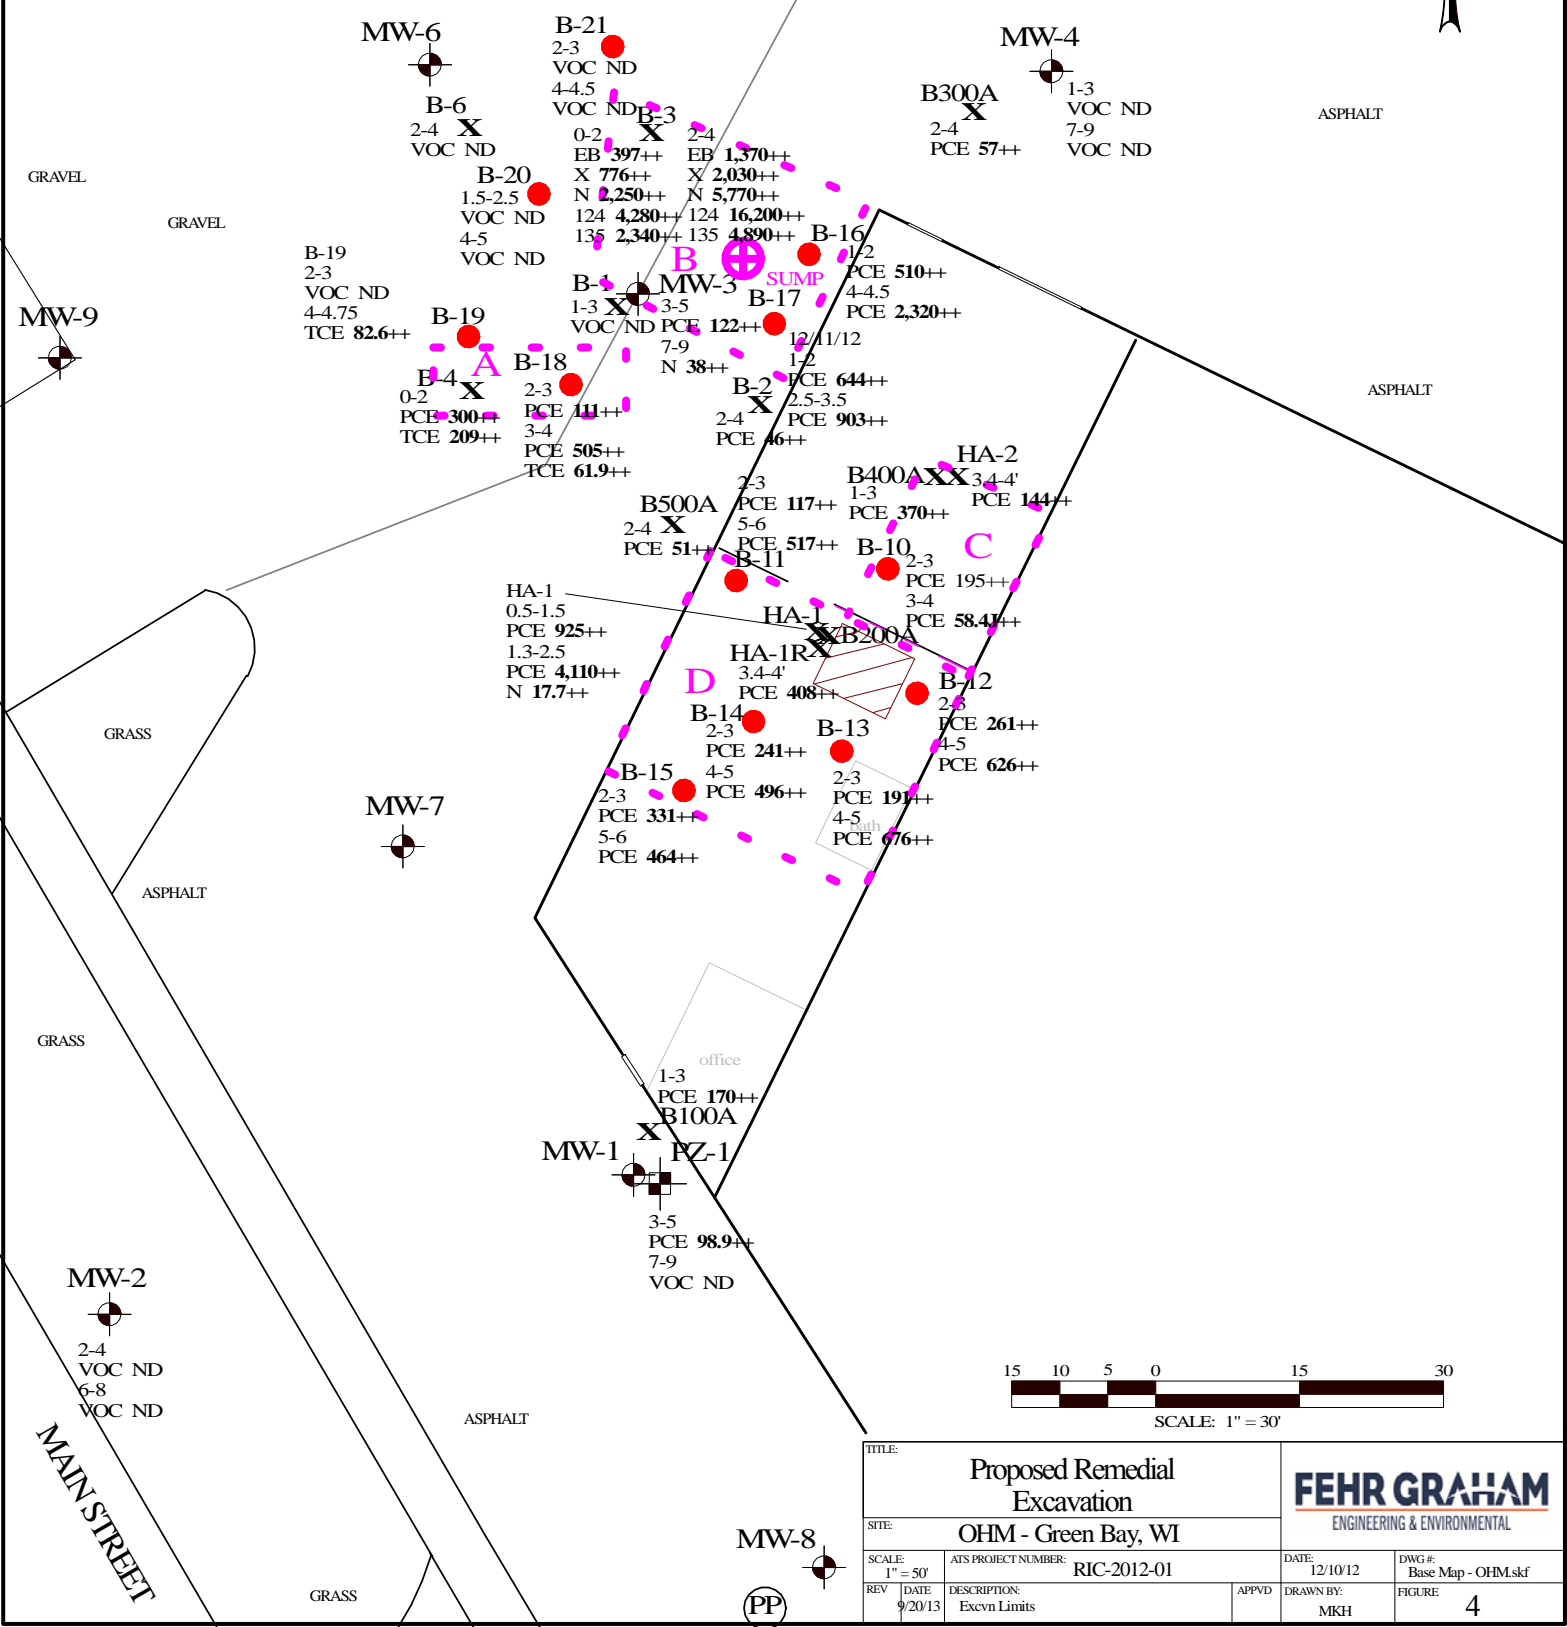 MW-6
B-21
2-3
VOC ND
4-4.5
VOC ND
MW-4
1-3
VOC ND
7-9
VOC ND
B300A
2-4
PCE 57++
ASPHALT
B-6
2-4
VOC ND
B-3
0-2
EB 397++
X 776++
N 2,250++
124 4,280++
135 2,340++
2-4
EB 1,370++
X 2,030++
N 5,770++
124 16,200++
135 4,890++
GRAVEL
GRAVEL
B-20
1.5-2.5
VOC ND
4-5
VOC ND
B
SUMP
B-16
1-2
PCE 510++
4-4.5
PCE 2,320++
B-19
2-3
VOC ND
4-4.75
TCE 82.6++
B-1
1-3
VOC ND
MW-3
3-5
PCE 122++
7-9
N 38++
B-17
12/11/12
1-2
PCE 644++
2.5-3.5
PCE 903++
MW-9
B-19
A
B-18
2-3
PCE 111++
3-4
PCE 505++
TCE 61.9++
B-4
0-2
PCE 300++
TCE 209++
B-2
2-4
PCE 46++
ASPHALT
HA-2
3.4-4'
PCE 144++
B400A
1-3
PCE 370++
2-3
PCE 117++
5-6
PCE 517++
B-11
B500A
2-4
PCE 51++
C
B-10
2-3
PCE 195++
3-4
PCE 58.4J++
HA-1
0.5-1.5
PCE 925++
1.3-2.5
PCE 4,110++
N 17.7++
HA-1
B200A
HA-1R
3.4-4'
PCE 408++
D
B-12
2-3
PCE 261++
4-5
PCE 626++
B-14
2-3
PCE 241++
4-5
PCE 496++
B-13
2-3
PCE 191++
4-5
PCE 676++
bath
B-15
2-3
PCE 331++
5-6
PCE 464++
GRASS
MW-7
ASPHALT
GRASS
office
1-3
PCE 170++
B100A
MW-1
PZ-1
3-5
PCE 98.9++
7-9
VOC ND
MW-2
2-4
VOC ND
6-8
VOC ND
ASPHALT
MAIN STREET
GRASS
MW-8
PP
15 10 5 0 15 30
SCALE: 1" = 30'
TITLE:
Proposed Remedial
Excavation
FEHR GRAHAM
ENGINEERING & ENVIRONMENTAL
SITE:
OHM - Green Bay, WI
SCALE:
1" = 50'
ATS PROJECT NUMBER:
RIC-2012-01
DATE:
12/10/12
DWG #:
Base Map - OHM.skf
REV
DATE
9/20/13
DESCRIPTION:
Excvn Limits
APPVD
DRAWN BY:
MKH
FIGURE
4